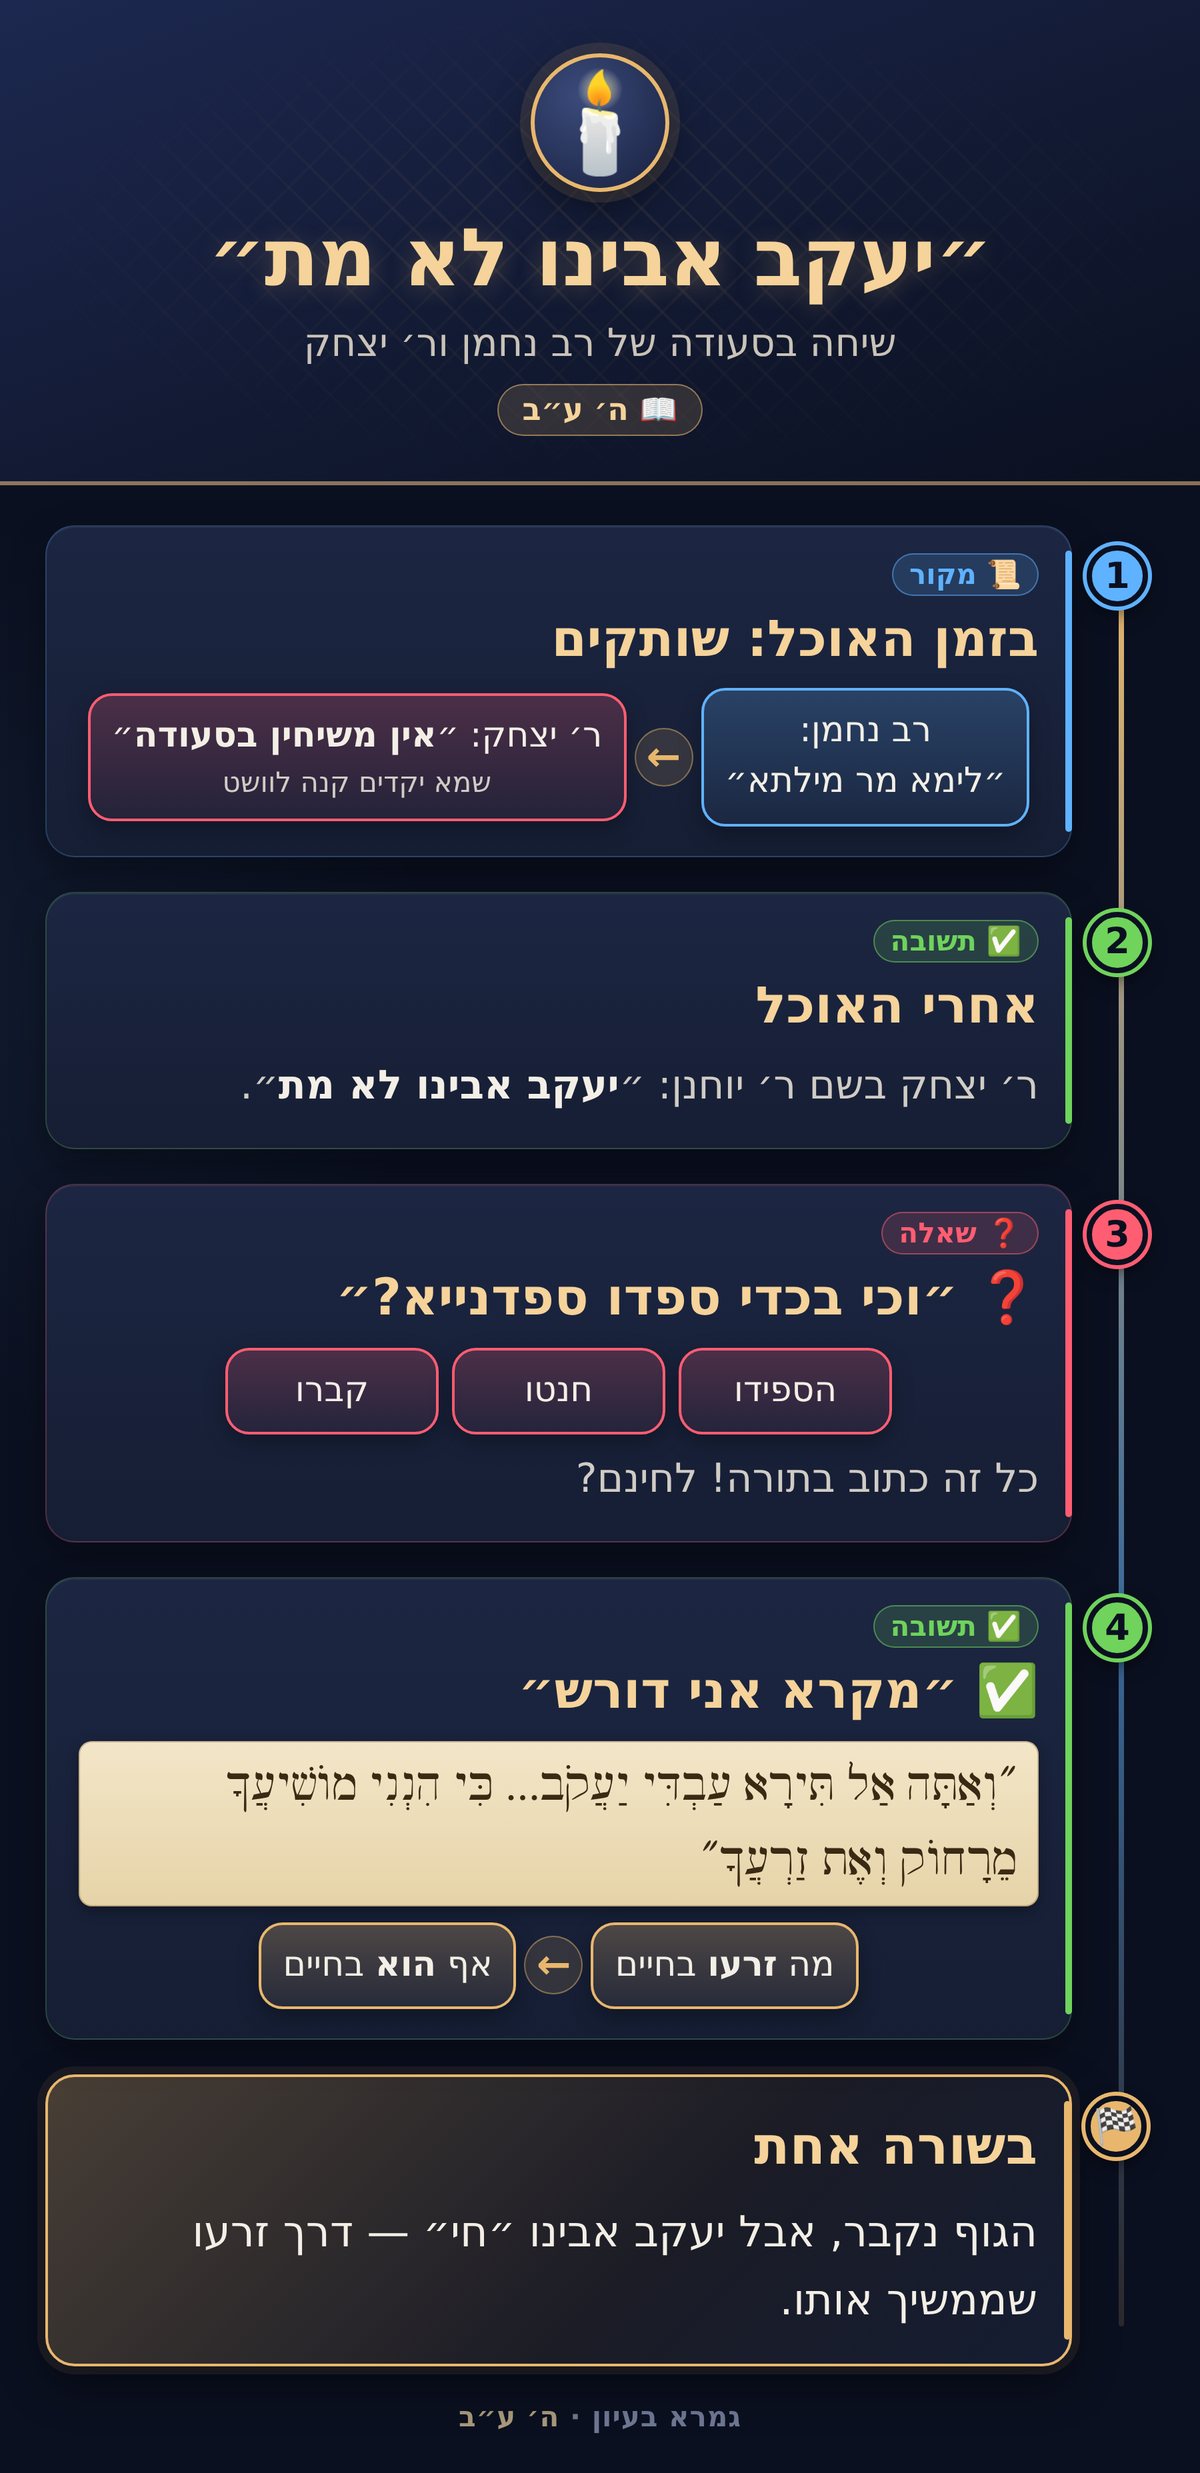 ״יעקב אבינו לא מת״
שיחה בסעודה של רב נחמן ור׳ יצחק
📖 ה׳ ע״ב
1
📜 מקור
בזמן האוכל: שותקים
רב נחמן:
״לימא מר מילתא״
←
ר׳ יצחק: ״אין משיחין בסעודה״
שמא יקדים קנה לוושט
2
✅ תשובה
אחרי האוכל
ר׳ יצחק בשם ר׳ יוחנן: ״יעקב אבינו לא מת״.
3
❓ שאלה
❓ ״וכי בכדי ספדו ספדנייא?״
הספידו
חנטו
קברו
כל זה כתוב בתורה! לחינם?
4
✅ תשובה
✅ ״מקרא אני דורש״
״וְאַתָּה אַל תִּירָא עַבְדִּי יַעֲקֹב... כִּי הִנְנִי מוֹשִׁיעֲךָ
מֵרָחוֹק וְאֶת זַרְעֲךָ״
מה זרעו בחיים
←
אף הוא בחיים
🏁
בשורה אחת
הגוף נקבר, אבל יעקב אבינו ״חי״ — דרך זרעו
שממשיך אותו.
גמרא בעיון · ה׳ ע״ב